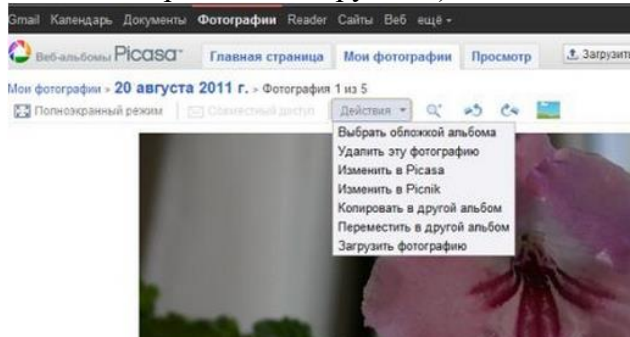 Gmail Календарь Документы Фотографии Reader Сайты Веб ещё
Веб-альбомы Picasa Главная страница Мои фотографии Просмотр Загрузить
Мои фотографии > 20 августа 2011 г. > Фотография 1 из 5
Полноэкранный режим Совместный доступ Действия
Выбрать обложкой альбома
Удалить эту фотографию
Изменить в Picasa
Изменить в Picnik
Копировать в другой альбом
Переместить в другой альбом
Загрузить фотографию